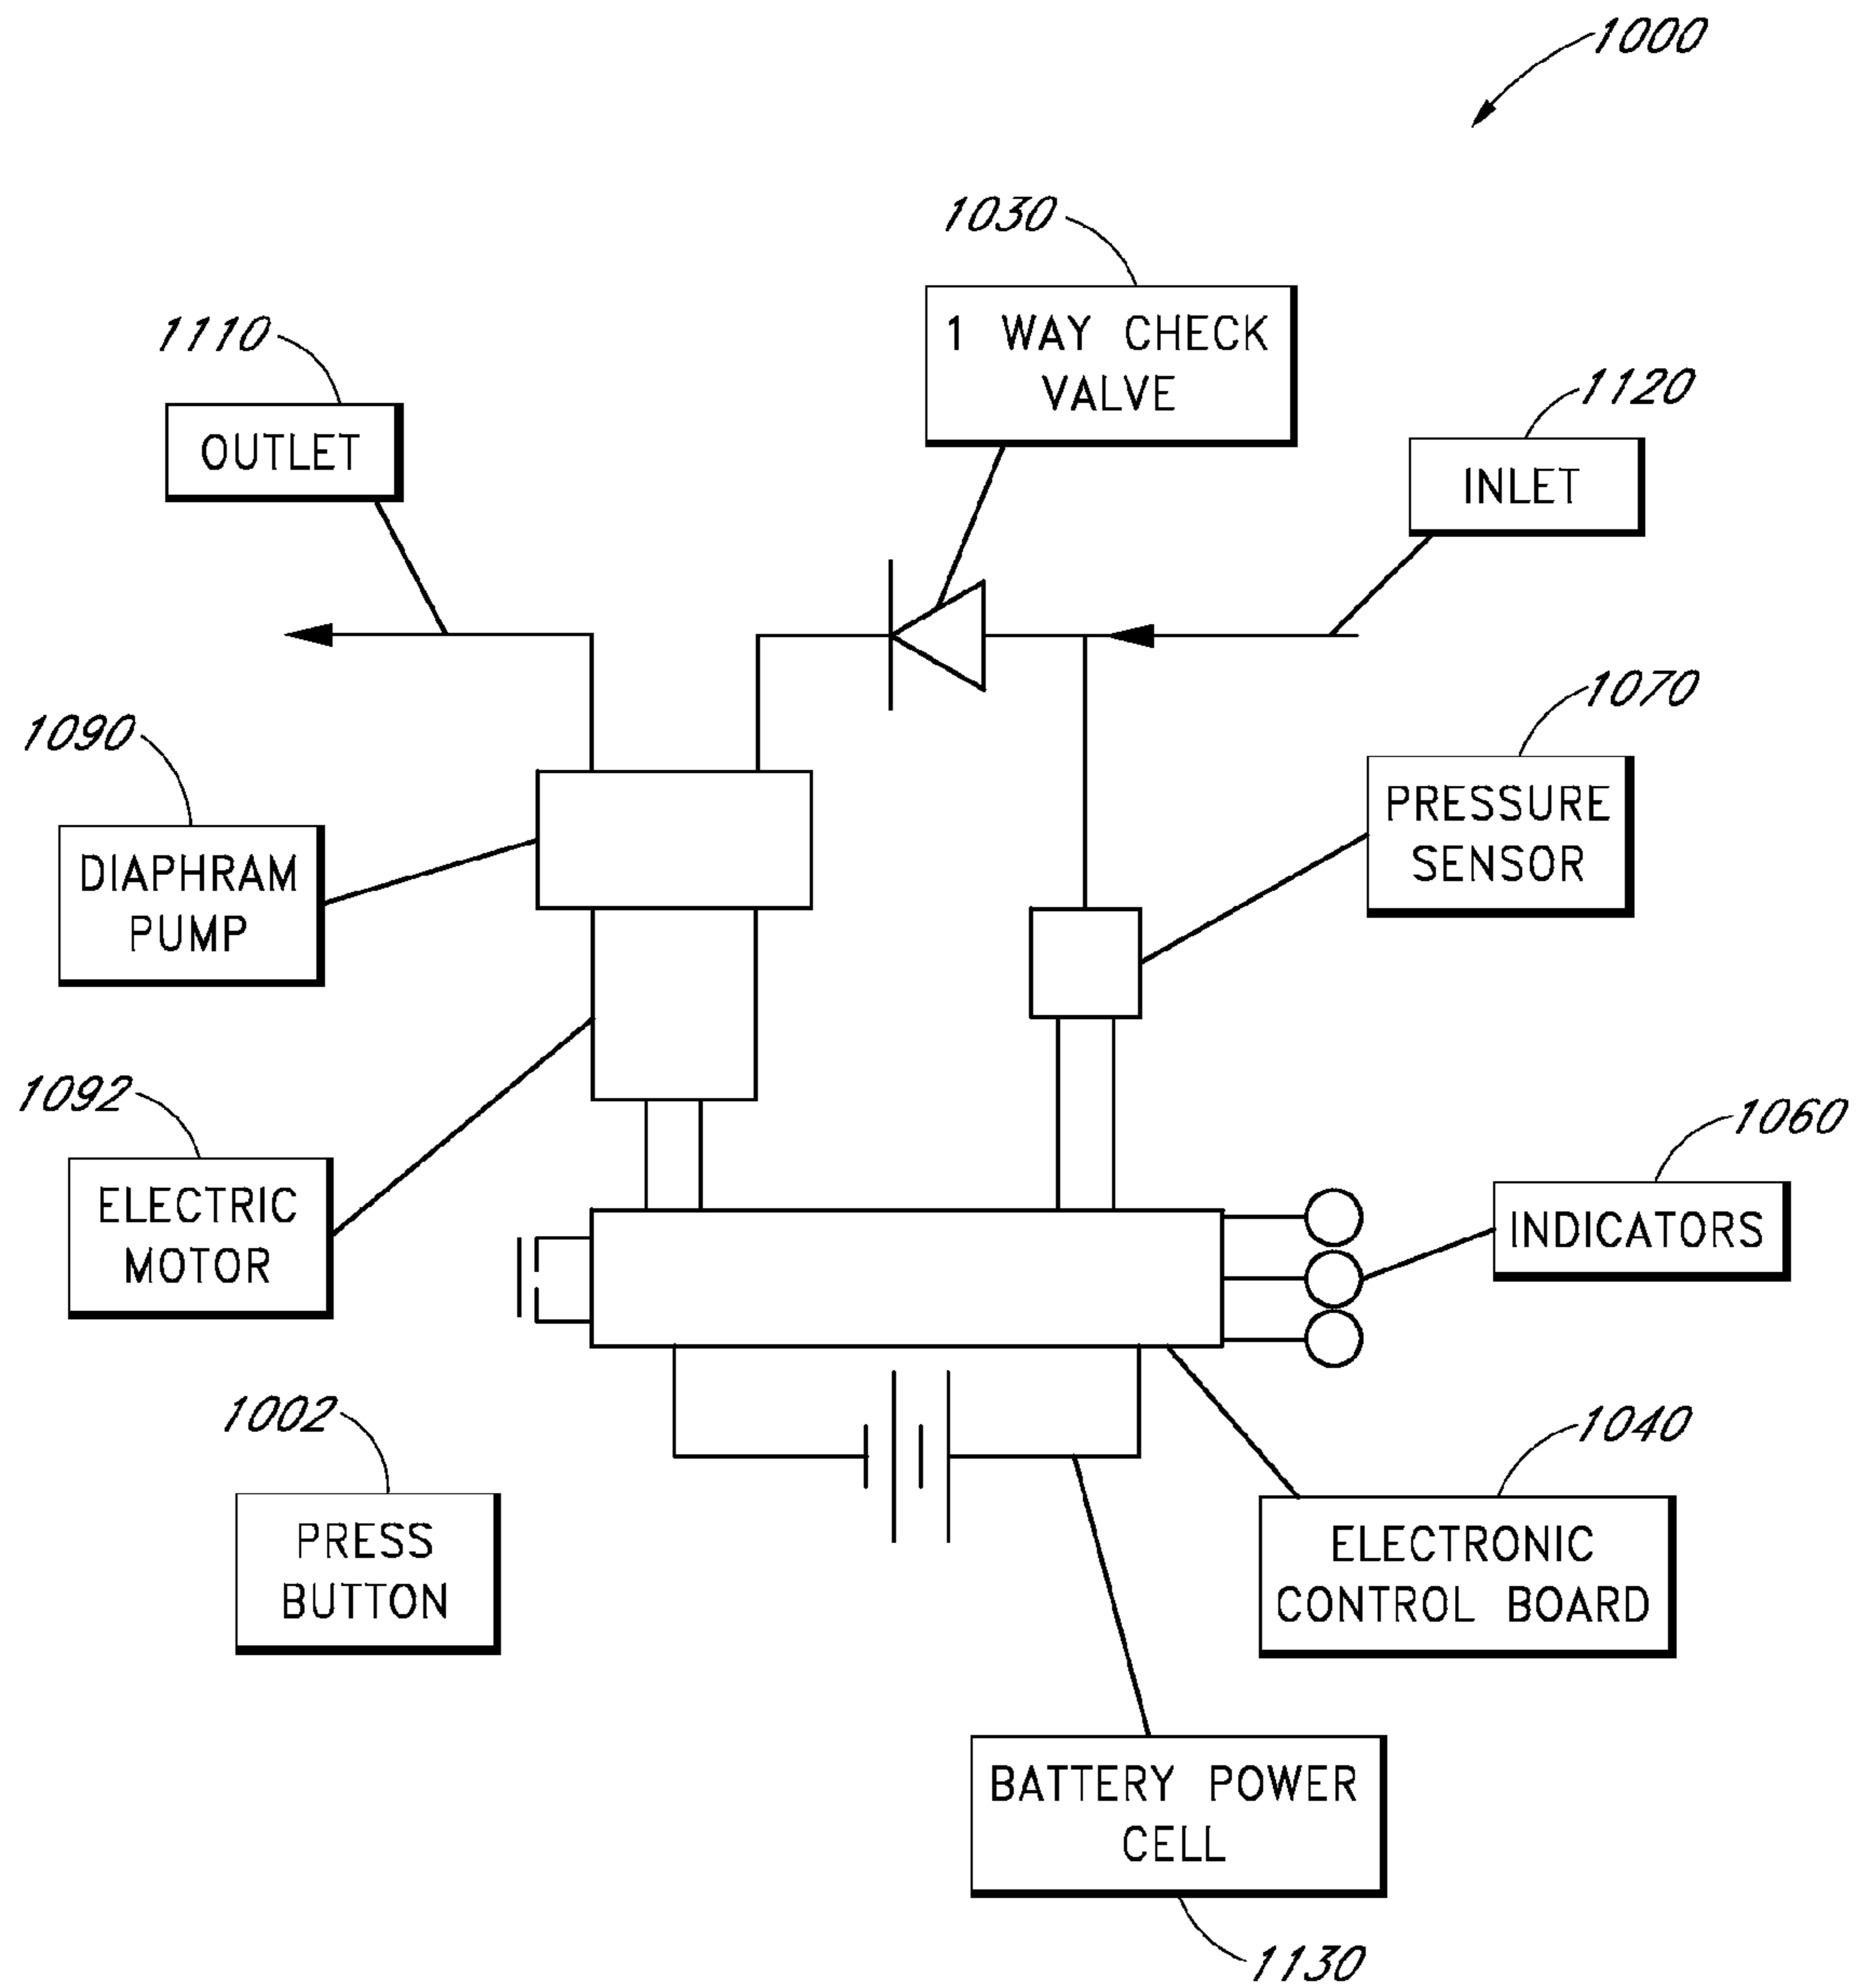 1000
1030
1 WAY CHECK
VALVE
1110
OUTLET
1120
INLET
1070
PRESSURE
SENSOR
1090
DIAPHRAM
PUMP
1092
ELECTRIC
MOTOR
1060
INDICATORS
1002
PRESS
BUTTON
1040
ELECTRONIC
CONTROL BOARD
BATTERY POWER
CELL
1130